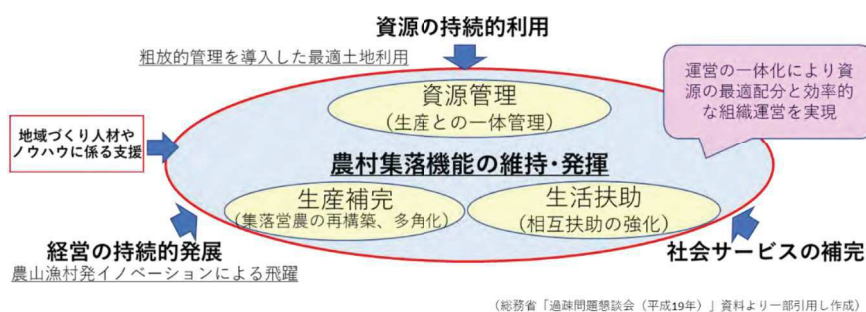 資源の持続的利用
粗放的管理を導入した最適土地利用
運営の一体化により資
源の最適配分と効率的
な組織運営を実現
資源管理
(生産との一体管理)
地域づくり人材や
ノウハウに係る支援
農村集落機能の維持・発揮
生産補完
(集落営農の再構築、多角化)
生活扶助
(相互扶助の強化)
経営の持続的発展
農山漁村発イノベーションによる飛躍
社会サービスの補完
(総務省「過疎問題懇談会(平成19年)」資料より一部引用し作成)